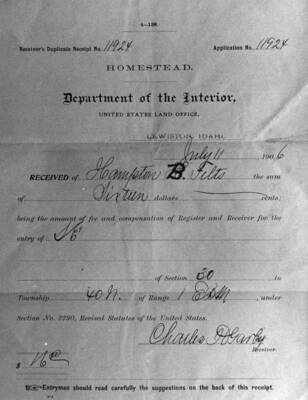 4—138.
Receiver's Duplicate Receipt No. 11924 Application No. 11924
HOMESTEAD.
Department of the Interior,
UNITED STATES LAND OFFICE,
LEWISTON, IDAHO,
July 11 1906
RECEIVED OF Hampton B. Filts the sum
of Sixteen dollars cents,
being the amount of fee and compensation of Register and Receiver for the
entry of
of Section 30 in
Township 40 N. of Range 1 E B M, under
Section No. 2290, Revised Statutes of the United States.
Charles H Garby
Receiver.
$ 16 00
Entryman should read carefully the suggestions on the back of this receipt.